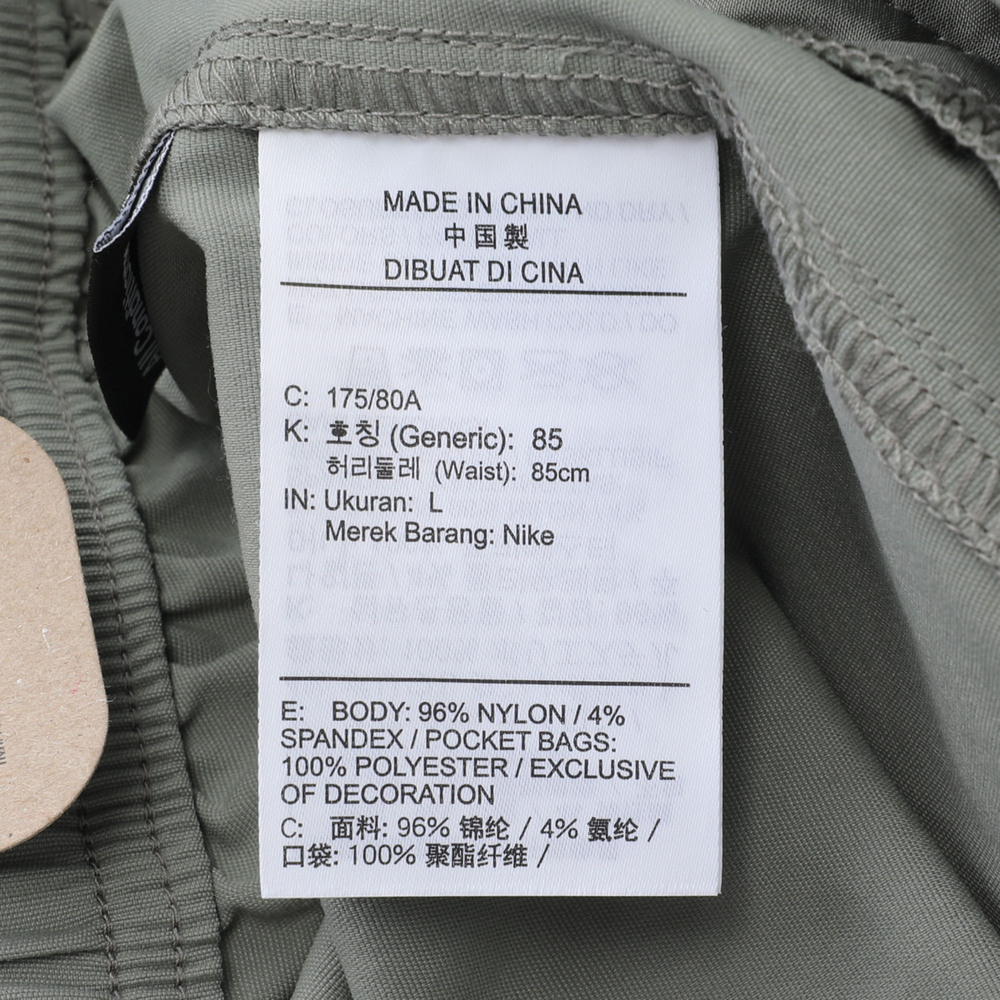 MADE IN CHINA
中国製
DIBUAT DI CINA
C: 175/80A
K: 호칭 (Generic): 85
허리둘레 (Waist): 85cm
IN: Ukuran: L
Merek Barang: Nike
E: BODY: 96% NYLON / 4%
SPANDEX / POCKET BAGS:
100% POLYESTER / EXCLUSIVE
OF DECORATION
C: 面料: 96% 锦纶 / 4% 氨纶 /
口袋: 100% 聚酯纤维 /